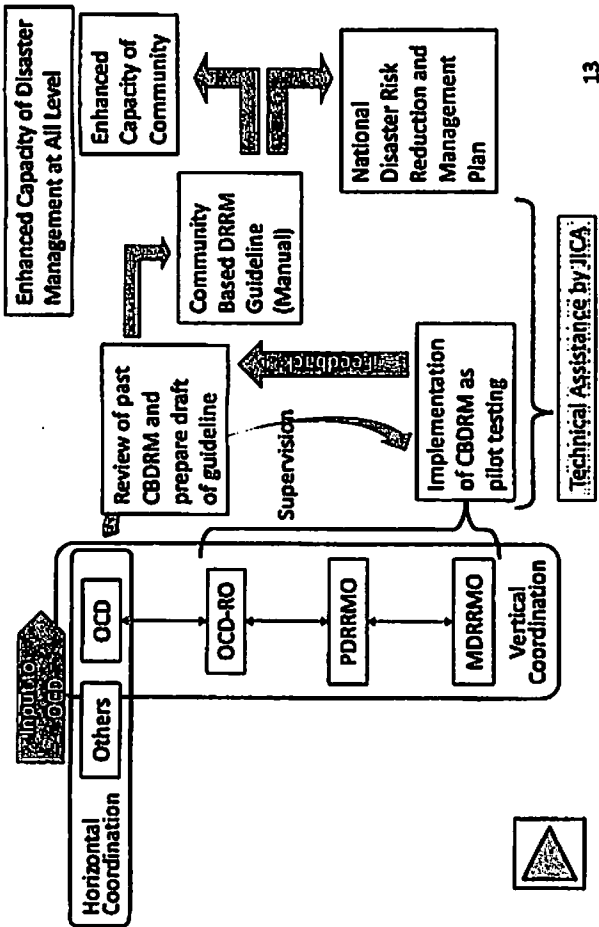 Enhanced Capacity of Disaster
Management at All Level
Input to
OCD
Horizontal
Coordination
Others
OCD
OCD-RO
PDRRMO
MDRRMO
Vertical
Coordination
Review of past
CBDRM and
prepare draft
of guideline
Supervision
Feedback
Implementation
of CBDRM as
pilot testing
Community
Based DRRM
Guideline
(Manual)
Enhanced
Capacity of
Community
National
Disaster Risk
Reduction and
Management
Plan
Technical Assistance by JICA
13